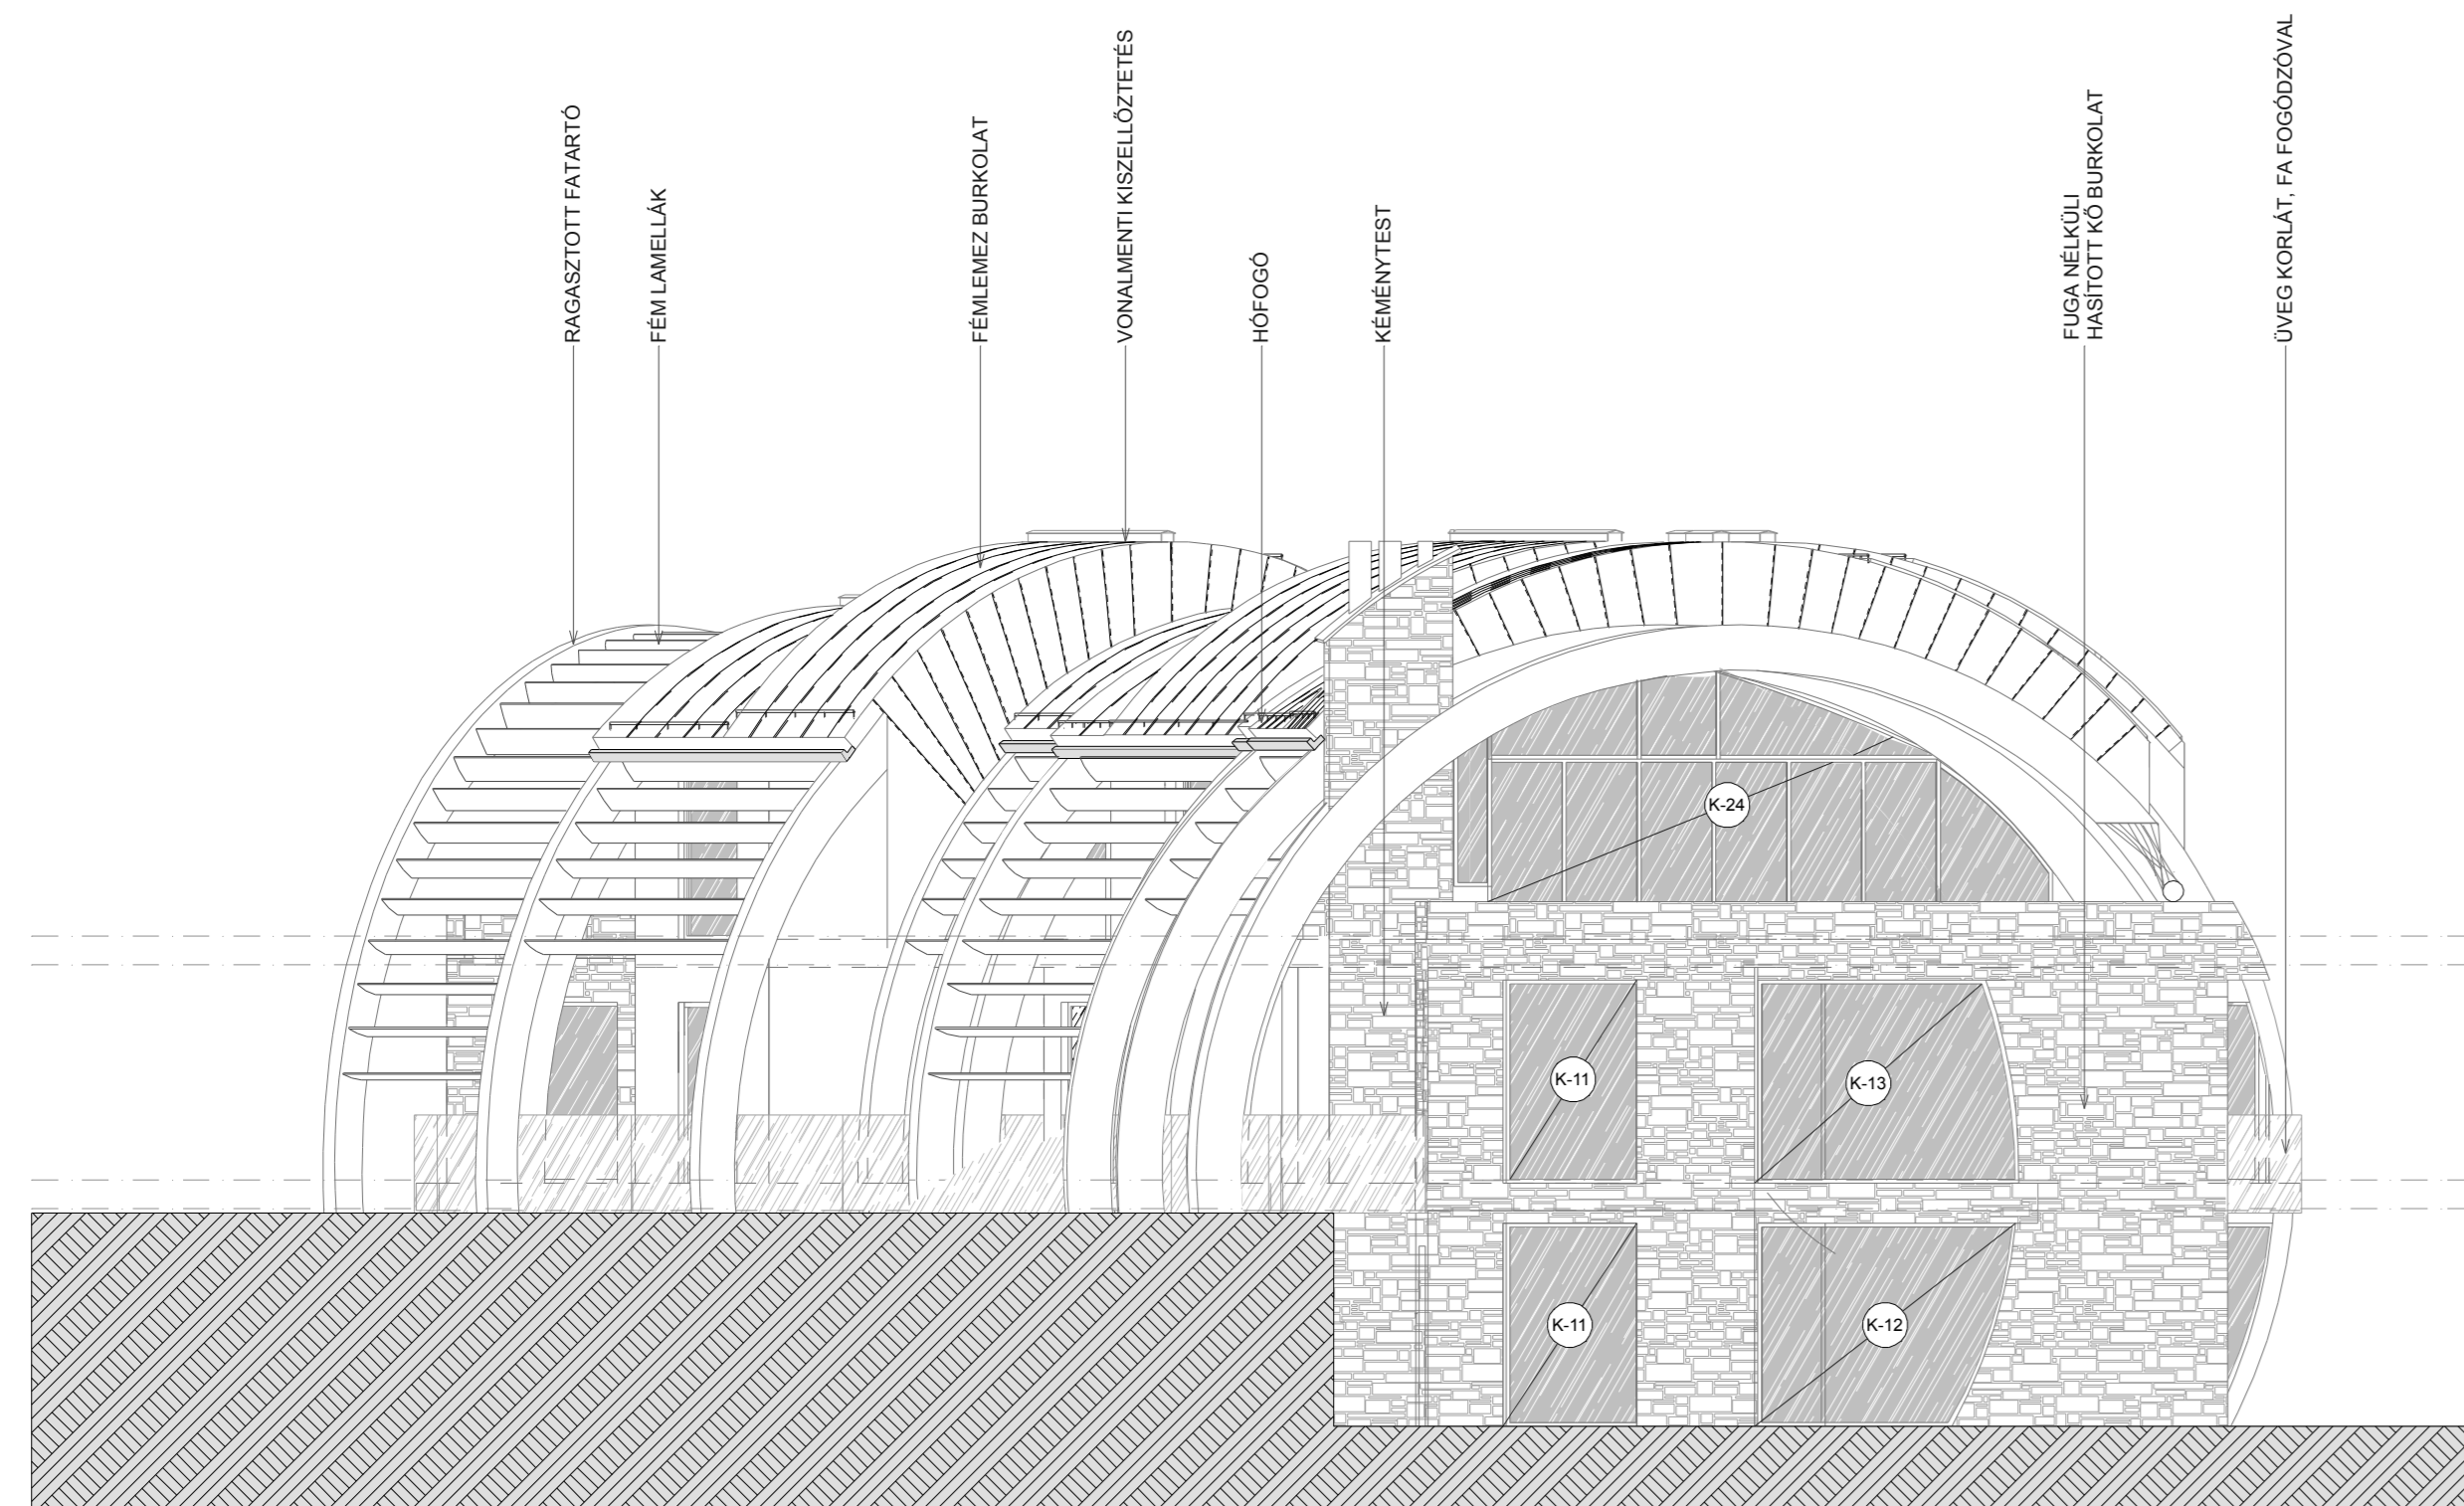 RAGASZTOTT FATARTÓ
FÉM LAMELLÁK
FÉMLEMEZ BURKOLAT
VONALMENTI KISZELLŐZTETÉS
HÓFOGÓ
KÉMÉNYTEST
FUGA NÉLKÜLI
HASÍTOTT KŐ BURKOLAT
ÜVEG KORLÁT, FA FOGÓDZÓVAL
K-24
K-11
K-13
K-11
K-12